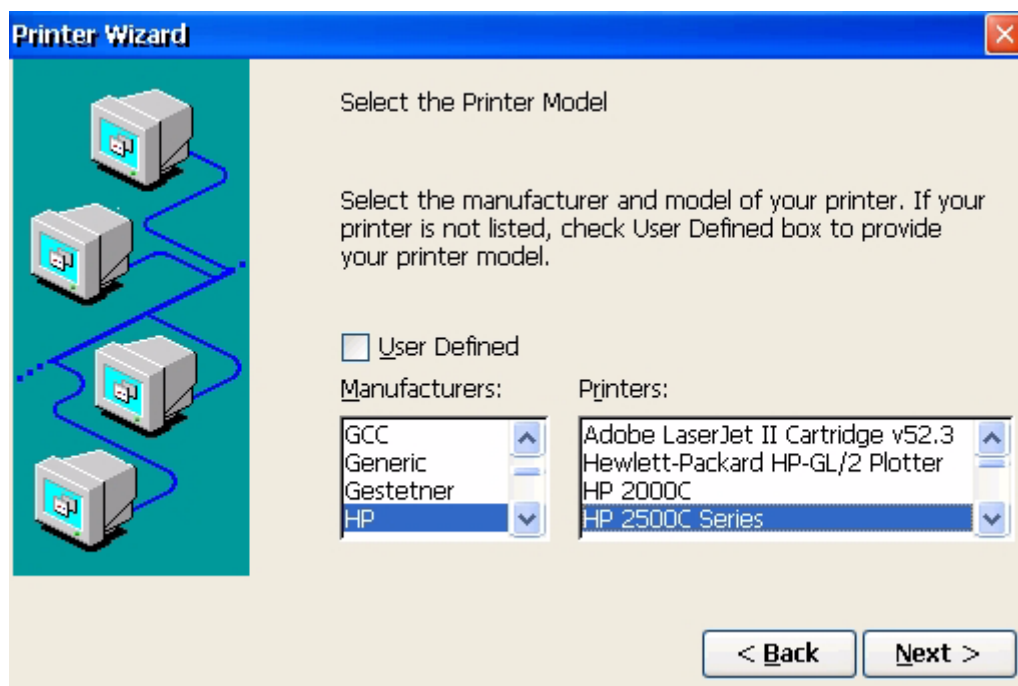 Printer Wizard
Select the Printer Model
Select the manufacturer and model of your printer. If your
printer is not listed, check User Defined box to provide
your printer model.
User Defined
Manufacturers:
GCC
Generic
Gestetner
HP
Printers:
Adobe LaserJet II Cartridge v52.3
Hewlett-Packard HP-GL/2 Plotter
HP 2000C
HP 2500C Series
< Back
Next >